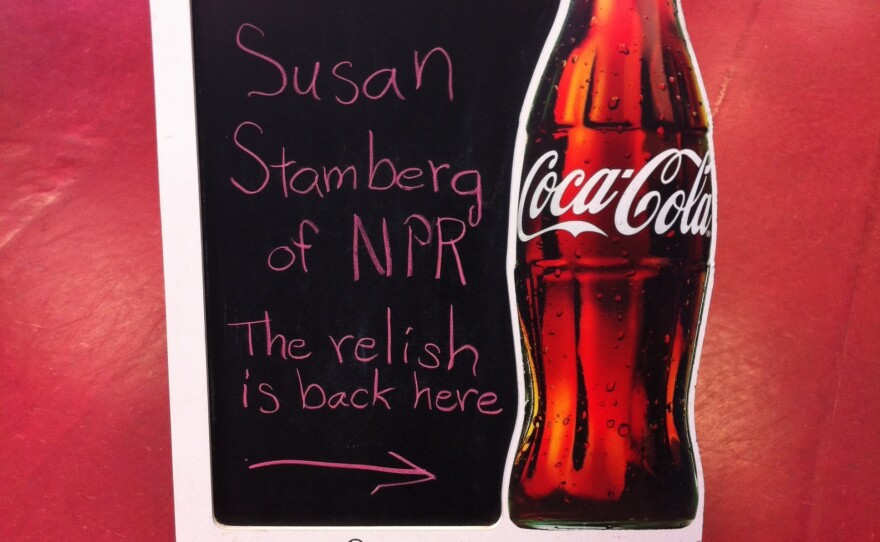 Susan
Stamberg
of NPR
The relish
is back here
Coca-Cola